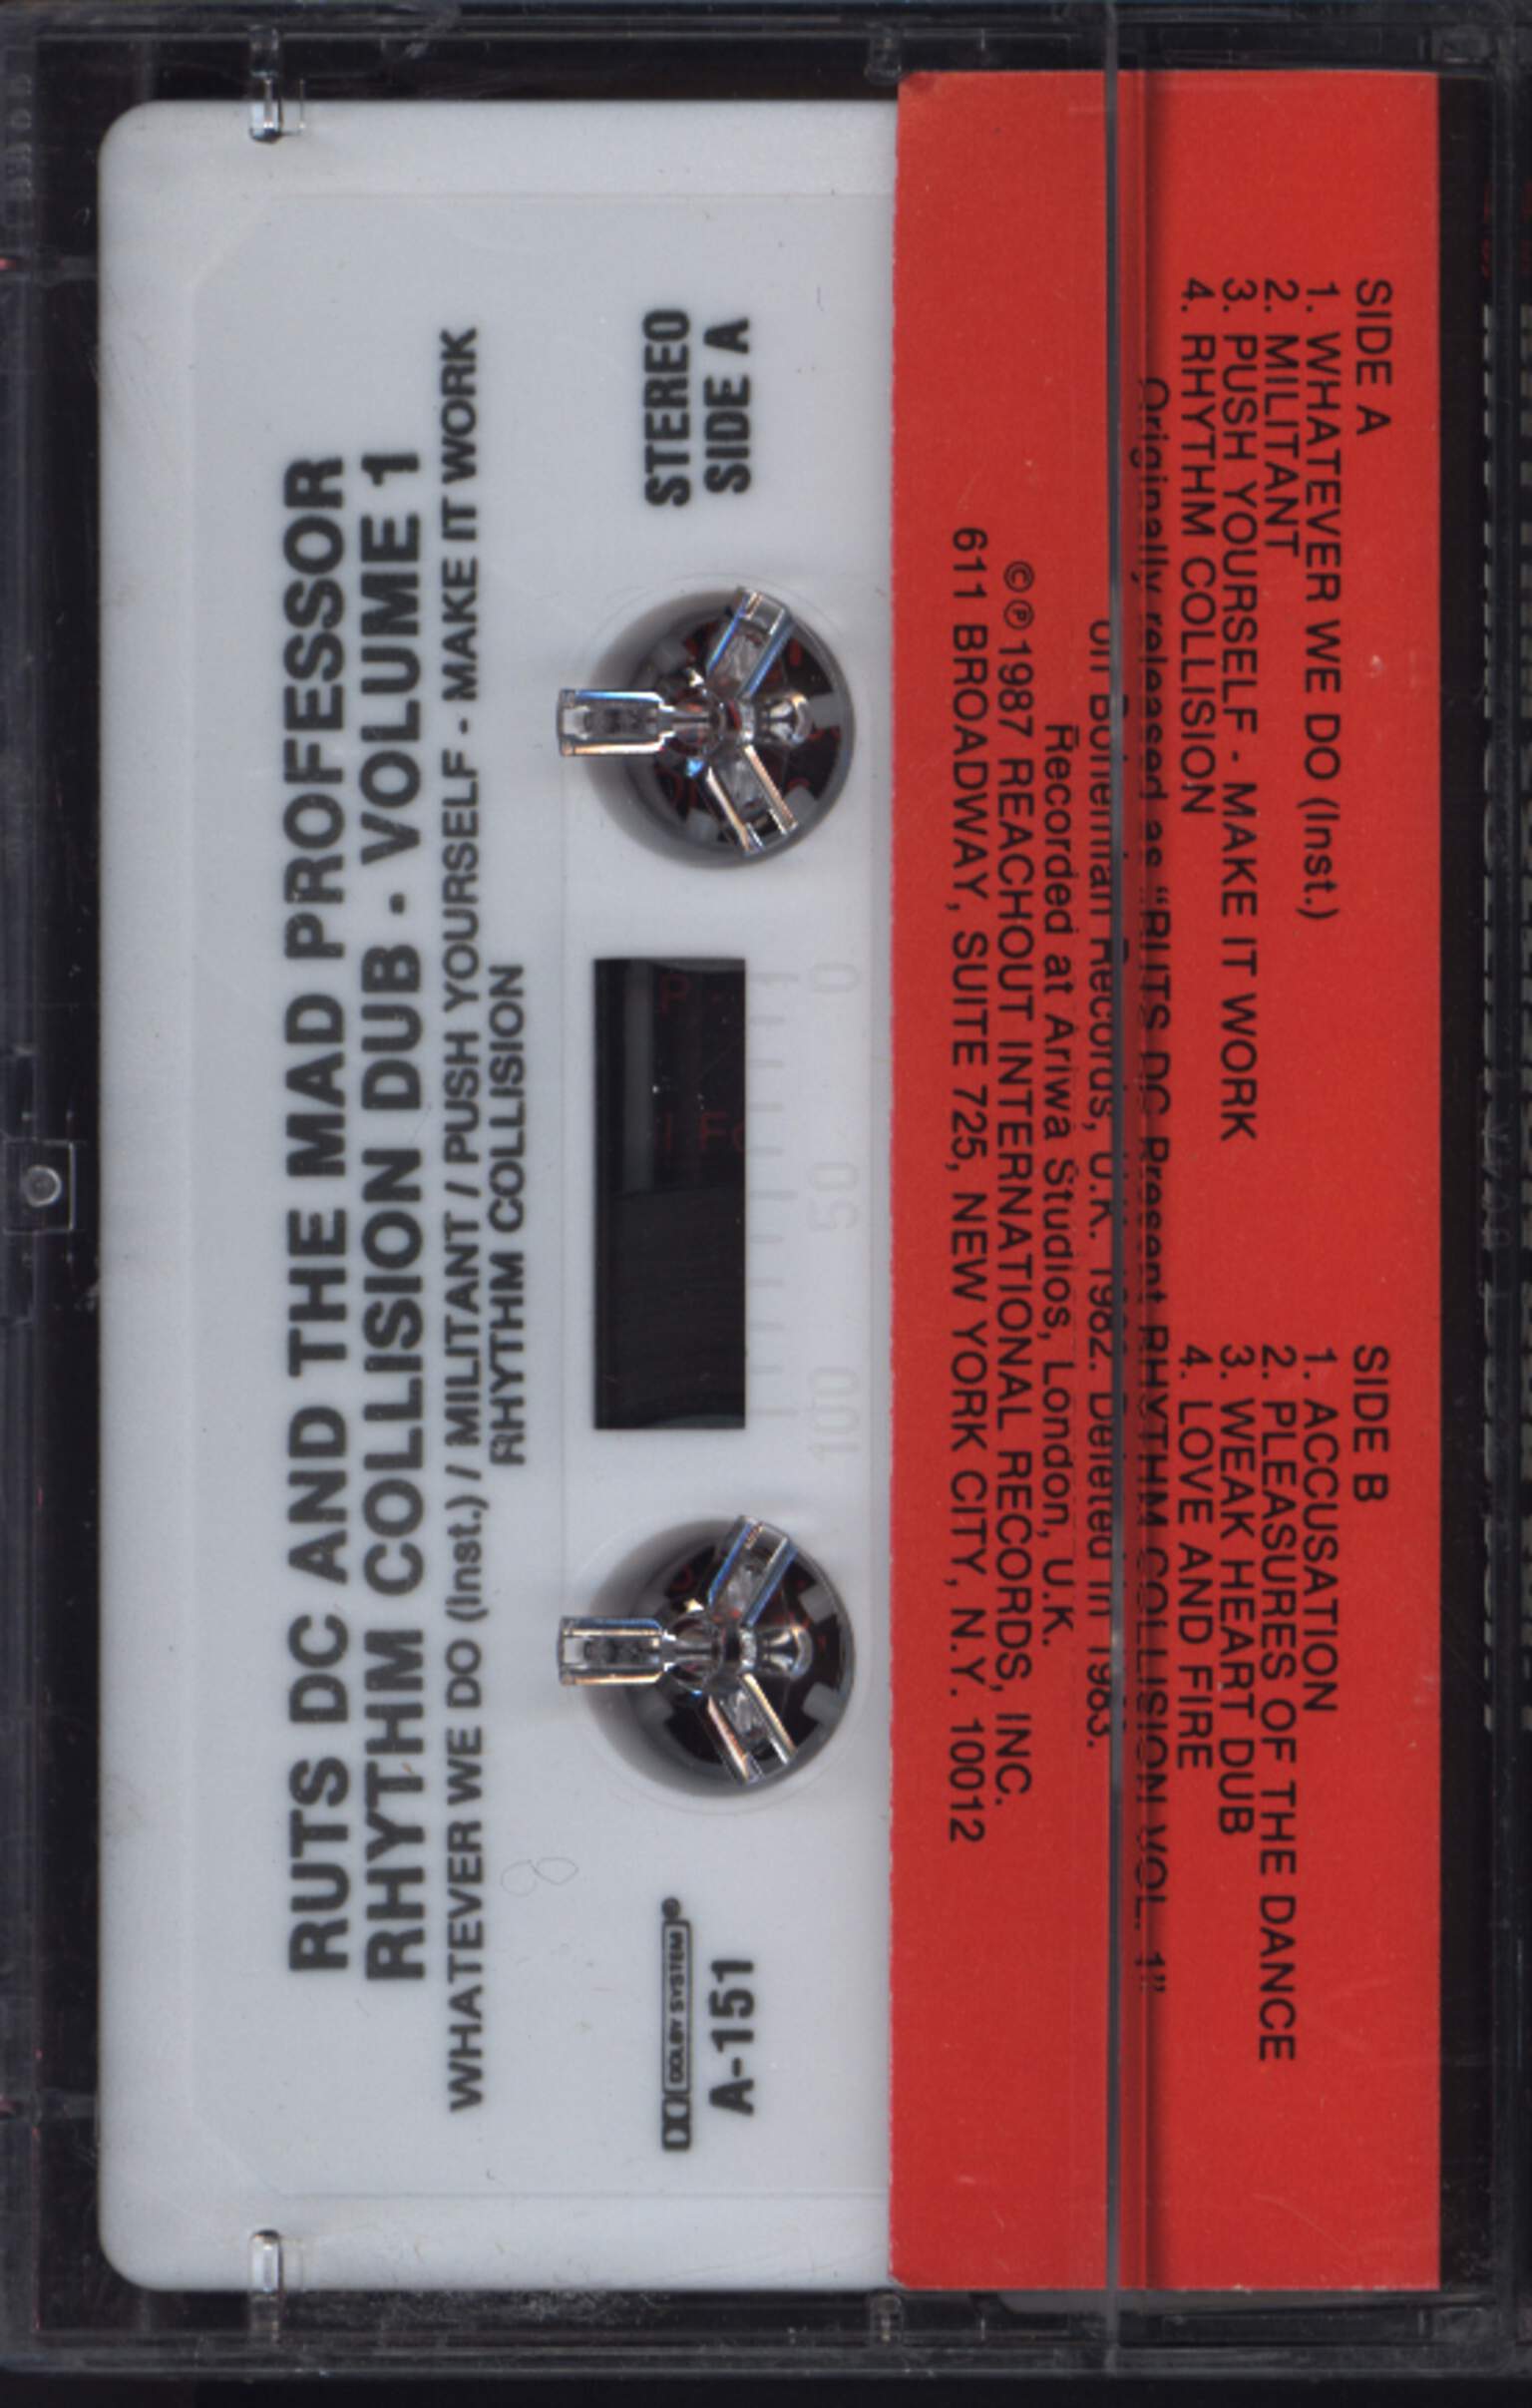 SIDE A
1. WHATEVER WE DO (Inst.)
2. MILITANT
3. PUSH YOURSELF - MAKE IT WORK
4. RHYTHM COLLISION
SIDE B
1. ACCUSATION
2. PLEASURES OF THE DANCE
3. WEAK HEART DUB
4. LOVE AND FIRE
Originally released as "RUTS DC Present RHYTHM COLLISION VOL. 1"
on Bohemian Records, U.K. 1982. Deleted in 1983.
Recorded at Ariwa Studios, London, U.K.
©℗1987 REACHOUT INTERNATIONAL RECORDS, INC.
611 BROADWAY, SUITE 725, NEW YORK CITY, N.Y. 10012
RUTS DC AND THE MAD PROFESSOR
RHYTHM COLLISION DUB - VOLUME 1
WHATEVER WE DO (Inst.) / MILITANT / PUSH YOURSELF - MAKE IT WORK
RHYTHM COLLISION
STEREO
SIDE A
DOLBY SYSTEM
A-151
0 50 100